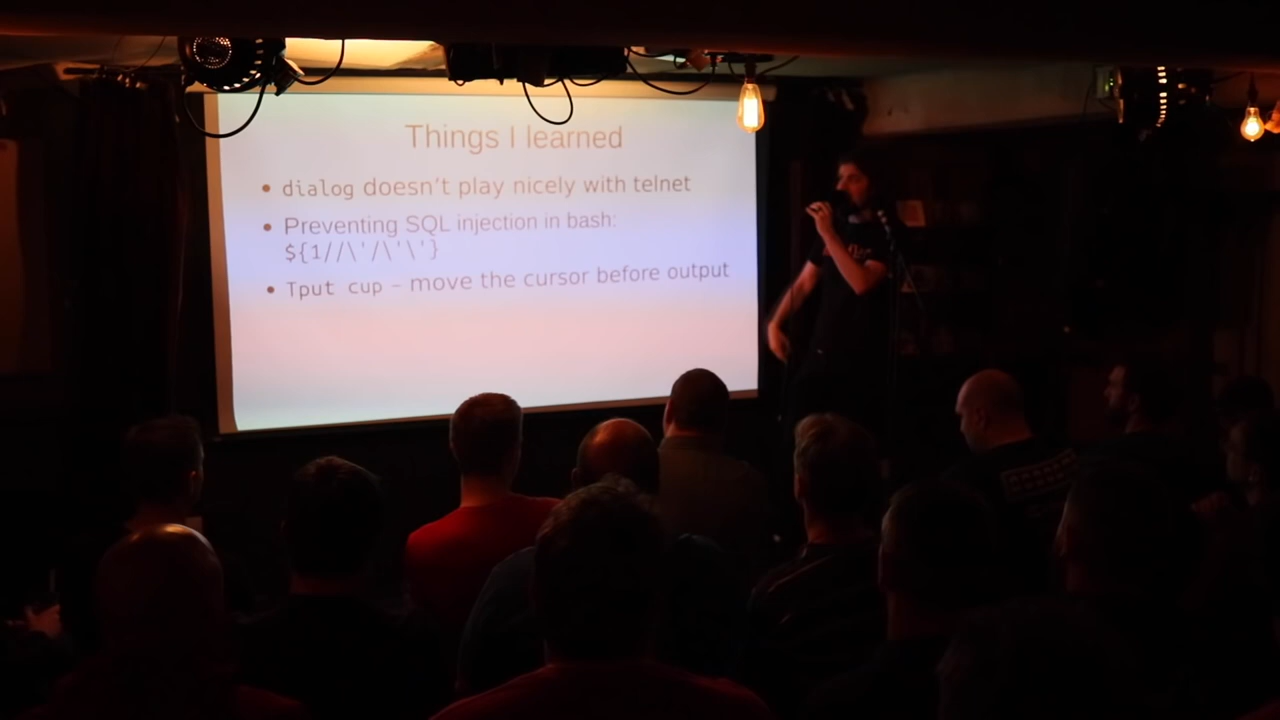 Things I learned
• dialog doesn't play nicely with telnet
• Preventing SQL injection in bash:
${1//\'/\'\'}
• Tput cup – move the cursor before output